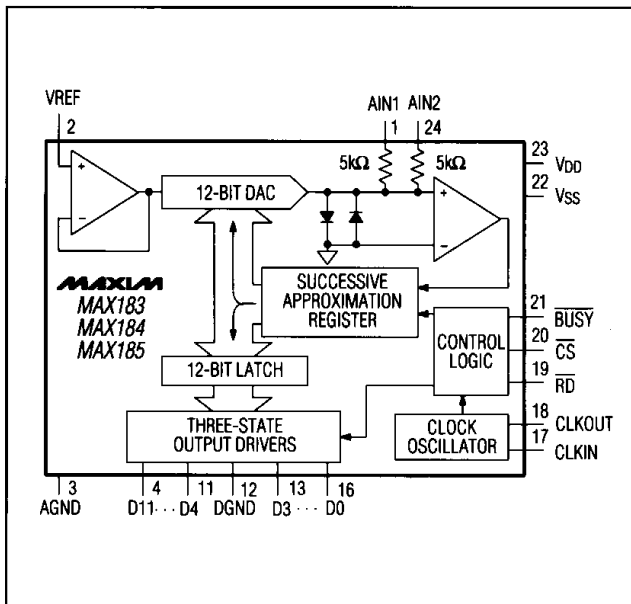 VREF
2
AIN1 AIN2
1 24
5kΩ 5kΩ
23
VDD
22
VSS
+
−
12-BIT DAC
+
−
MAXIM
MAX183
MAX184
MAX185
SUCCESSIVE
APPROXIMATION
REGISTER
21
BUSY
20
CS
19
RD
CONTROL
LOGIC
12-BIT LATCH
THREE-STATE
OUTPUT DRIVERS
CLOCK
OSCILLATOR
18
CLKOUT
17
CLKIN
3 4 11 12 13 16
AGND D11···D4 DGND D3 ··· D0